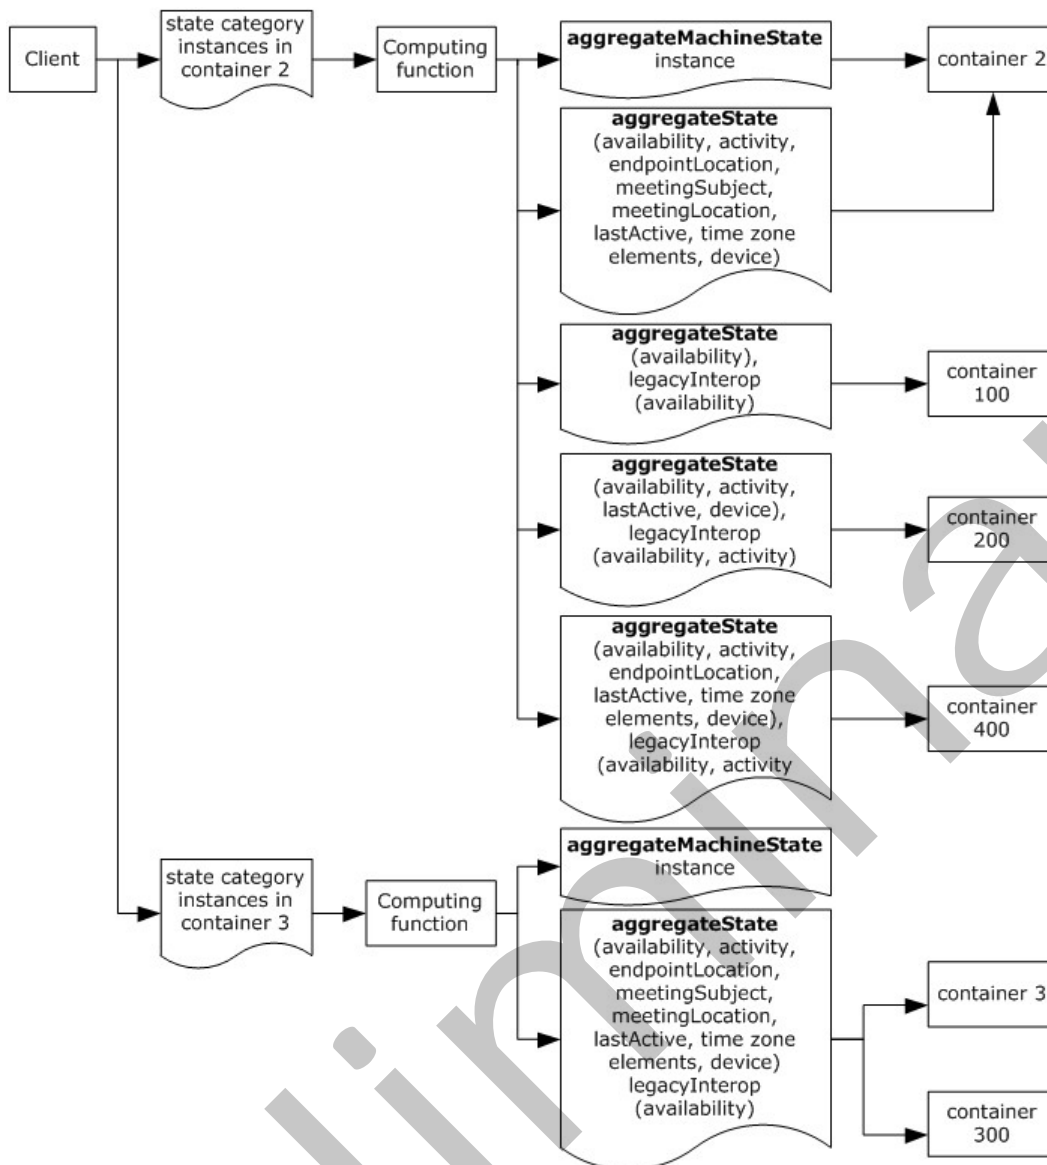 Client
state category
instances in
container 2
Computing
function
aggregateMachineState
instance
container 2
aggregateState
(availability, activity,
endpointLocation,
meetingSubject,
meetingLocation,
lastActive, time zone
elements, device)
aggregateState
(availability),
legacyInterop
(availability)
container
100
aggregateState
(availability, activity,
lastActive, device),
legacyInterop
(availability, activity)
container
200
aggregateState
(availability, activity,
endpointLocation,
lastActive, time zone
elements, device),
legacyInterop
(availability, activity
container
400
state category
instances in
container 3
Computing
function
aggregateMachineState
instance
aggregateState
(availability, activity,
endpointLocation,
meetingSubject,
meetingLocation,
lastActive, time zone
elements, device)
legacyInterop
(availability)
container 3
container
300